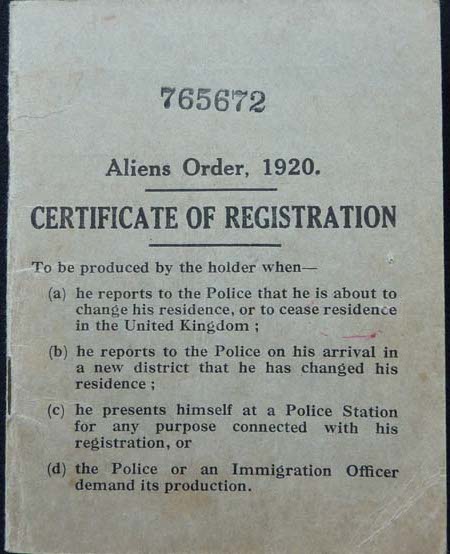 765672
Aliens Order, 1920.
CERTIFICATE OF REGISTRATION
To be produced by the holder when—
(a) he reports to the Police that he is about to
change his residence, or to cease residence
in the United Kingdom ;
(b) he reports to the Police on his arrival in
a new district that he has changed his
residence ;
(c) he presents himself at a Police Station
for any purpose connected with his
registration, or
(d) the Police or an Immigration Officer
demand its production.